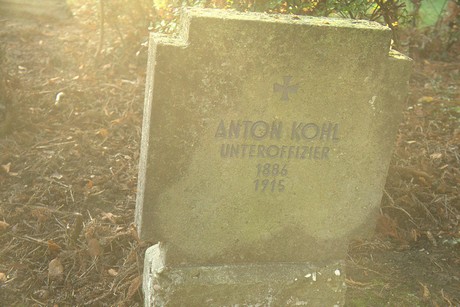 ANTON KOHL
UNTEROFFIZIER
1886
1915